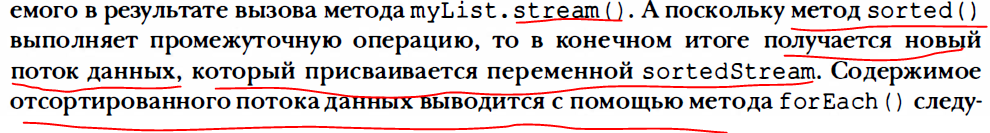 емого в результате вызова метода myList.stream(). А поскольку метод sorted()
выполняет промежуточную операцию, то в конечном итоге получается новый
поток данных, который присваивается переменной sortedStream. Содержимое
отсортированного потока данных выводится с помощью метода forEach() следу-